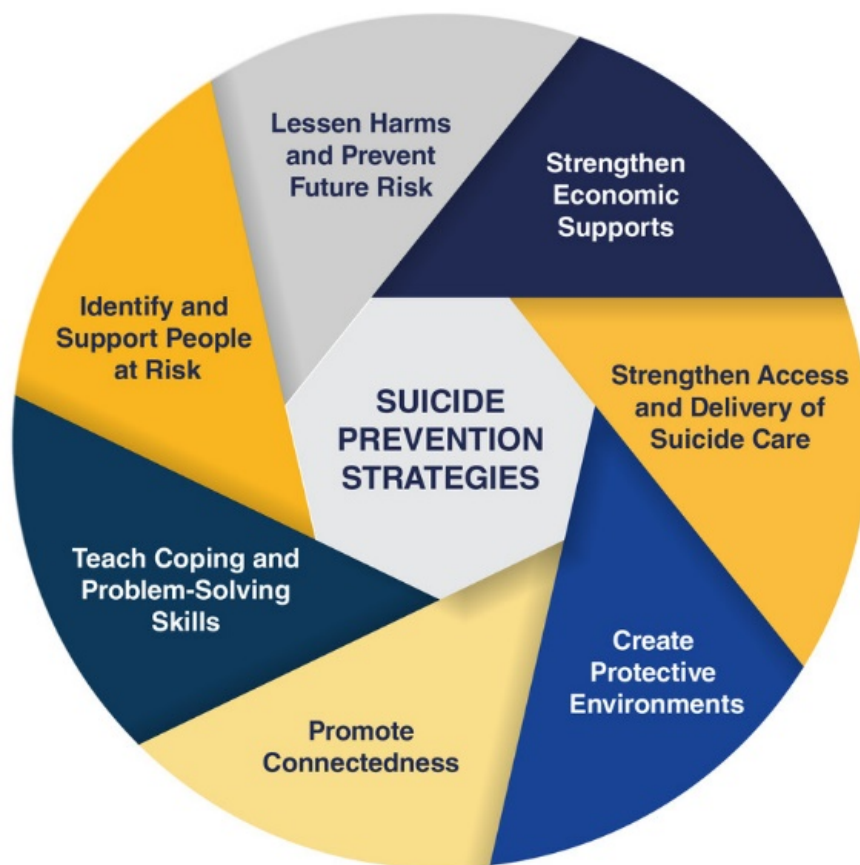 SUICIDE
PREVENTION
STRATEGIES
Strengthen
Economic
Supports
Strengthen Access
and Delivery of
Suicide Care
Create
Protective
Environments
Promote
Connectedness
Teach Coping and
Problem-Solving
Skills
Identify and
Support People
at Risk
Lessen Harms
and Prevent
Future Risk